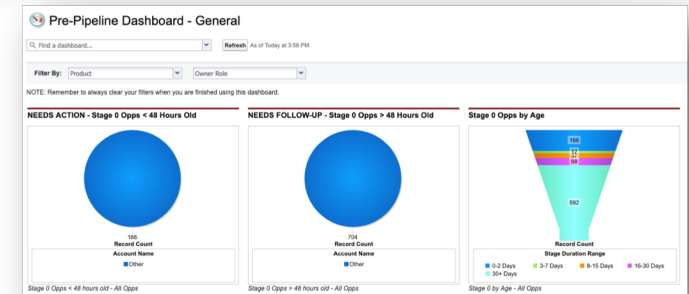 Pre-Pipeline Dashboard - General
Find a dashboard...
Refresh As of Today at 3:58 PM
Filter By: Product Owner Role
NOTE: Remember to always clear your filters when you are finished using this dashboard.
NEEDS ACTION - Stage 0 Opps < 48 Hours Old
166
Record Count
Account Name
Other
Stage 0 Opps < 48 hours old - All Opps
NEEDS FOLLOW-UP - Stage 0 Opps > 48 Hours Old
704
Record Count
Account Name
Other
Stage 0 Opps > 48 hours old - All Opps
Stage 0 Opps by Age
166
58
592
Record Count
Stage Duration Range
0-2 Days 3-7 Days 8-15 Days 16-30 Days
30+ Days
Stage 0 by Age - All Opps